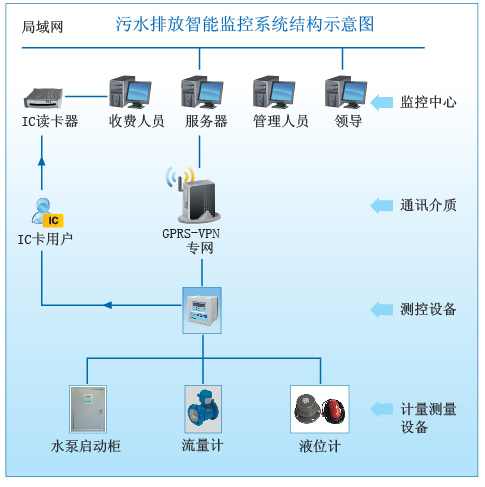 污水排放智能监控系统结构示意图
局域网
IC读卡器
收费人员
服务器
管理人员
领导
监控中心
IC
IC卡用户
GPRS-VPN
专网
通讯介质
测控设备
水泵启动柜
流量计
液位计
计量测量
设备